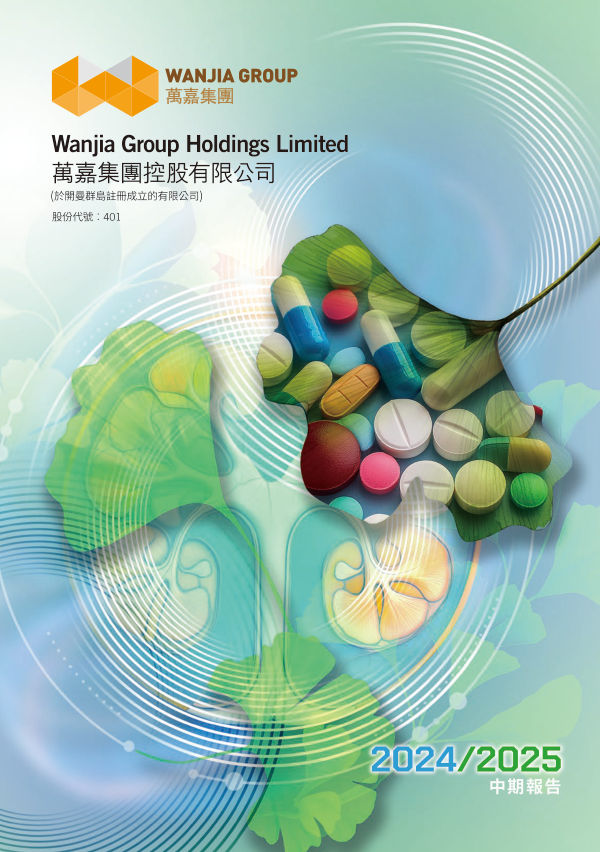 WANJIA GROUP
萬嘉集團
Wanjia Group Holdings Limited
萬嘉集團控股有限公司
(於開曼群島註冊成立的有限公司)
股份代號：401
2024/2025
中期報告